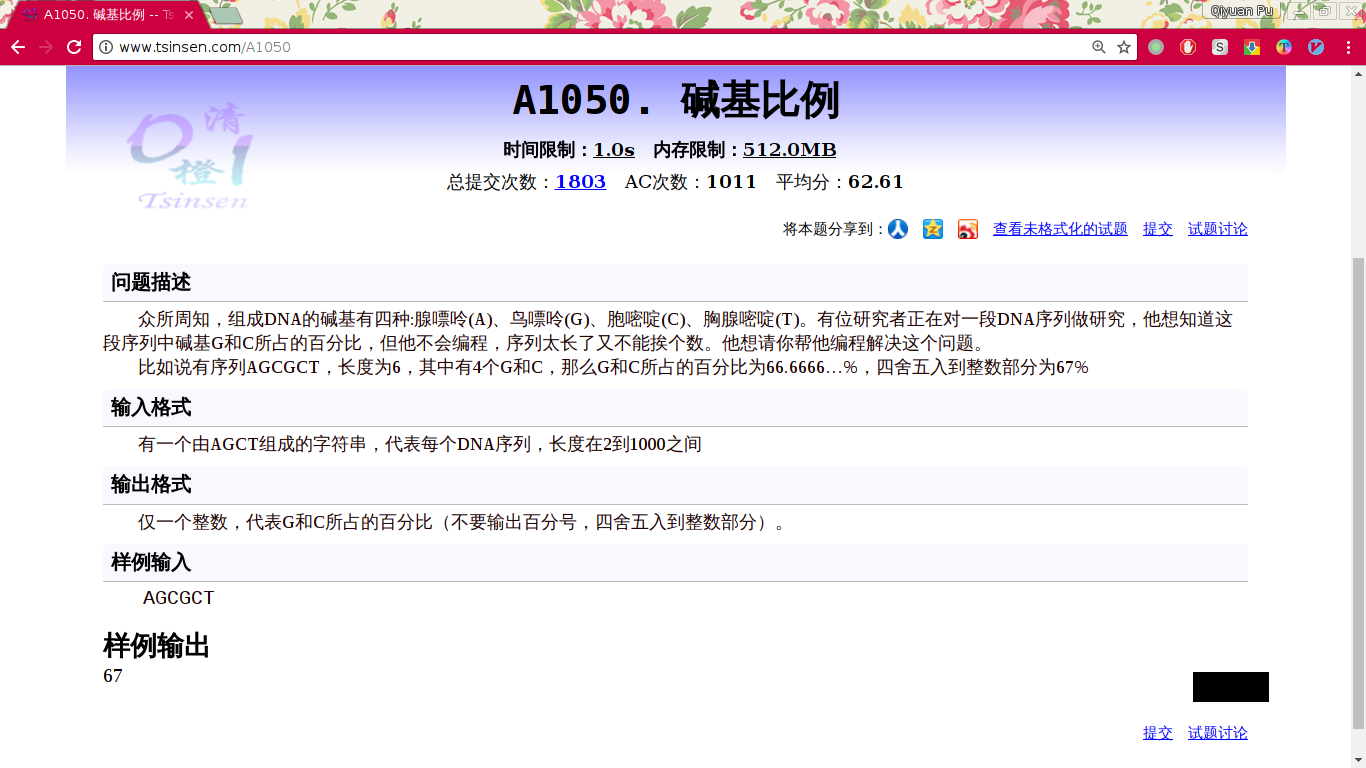 A1050. 碱基比例 -- Ts
Qiyuan Pu
www.tsinsen.com/A1050
A1050. 碱基比例
清橙
Tsinsen
时间限制：1.0s 内存限制：512.0MB
总提交次数：1803 AC次数：1011 平均分：62.61
将本题分享到： 查看未格式化的试题 提交 试题讨论
问题描述
众所周知，组成DNA的碱基有四种:腺嘌呤(A)、鸟嘌呤(G)、胞嘧啶(C)、胸腺嘧啶(T)。有位研究者正在对一段DNA序列做研究，他想知道这
段序列中碱基G和C所占的百分比，但他不会编程，序列太长了又不能挨个数。他想请你帮他编程解决这个问题。
比如说有序列AGCGCT，长度为6，其中有4个G和C，那么G和C所占的百分比为66.6666…%，四舍五入到整数部分为67%
输入格式
有一个由AGCT组成的字符串，代表每个DNA序列，长度在2到1000之间
输出格式
仅一个整数，代表G和C所占的百分比（不要输出百分号，四舍五入到整数部分）。
样例输入
AGCGCT
样例输出
67
提交 试题讨论